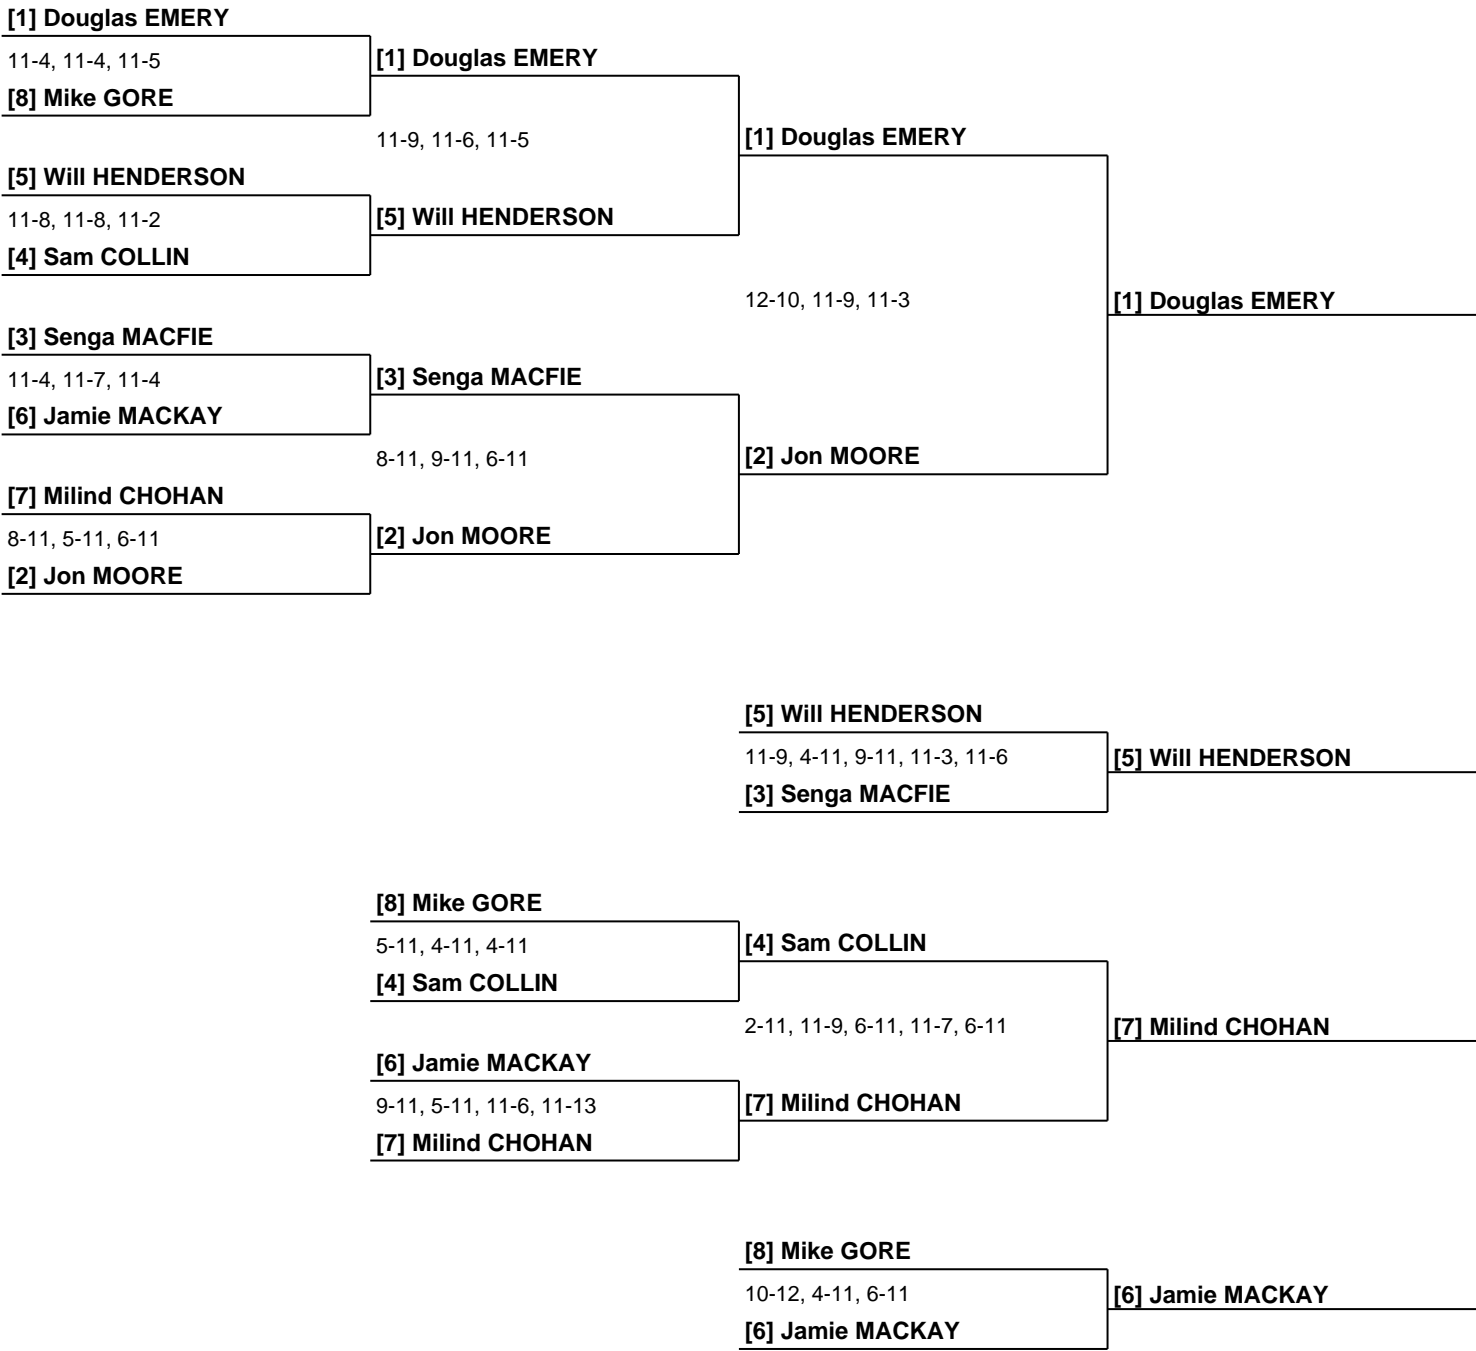 [1] Douglas EMERY
11-4, 11-4, 11-5
[8] Mike GORE
[1] Douglas EMERY
11-9, 11-6, 11-5
[1] Douglas EMERY
[5] Will HENDERSON
11-8, 11-8, 11-2
[4] Sam COLLIN
[5] Will HENDERSON
12-10, 11-9, 11-3
[1] Douglas EMERY
[3] Senga MACFIE
11-4, 11-7, 11-4
[6] Jamie MACKAY
[3] Senga MACFIE
8-11, 9-11, 6-11
[2] Jon MOORE
[7] Milind CHOHAN
8-11, 5-11, 6-11
[2] Jon MOORE
[2] Jon MOORE
[5] Will HENDERSON
11-9, 4-11, 9-11, 11-3, 11-6
[3] Senga MACFIE
[5] Will HENDERSON
[8] Mike GORE
5-11, 4-11, 4-11
[4] Sam COLLIN
[4] Sam COLLIN
2-11, 11-9, 6-11, 11-7, 6-11
[7] Milind CHOHAN
[6] Jamie MACKAY
9-11, 5-11, 11-6, 11-13
[7] Milind CHOHAN
[7] Milind CHOHAN
[8] Mike GORE
10-12, 4-11, 6-11
[6] Jamie MACKAY
[6] Jamie MACKAY